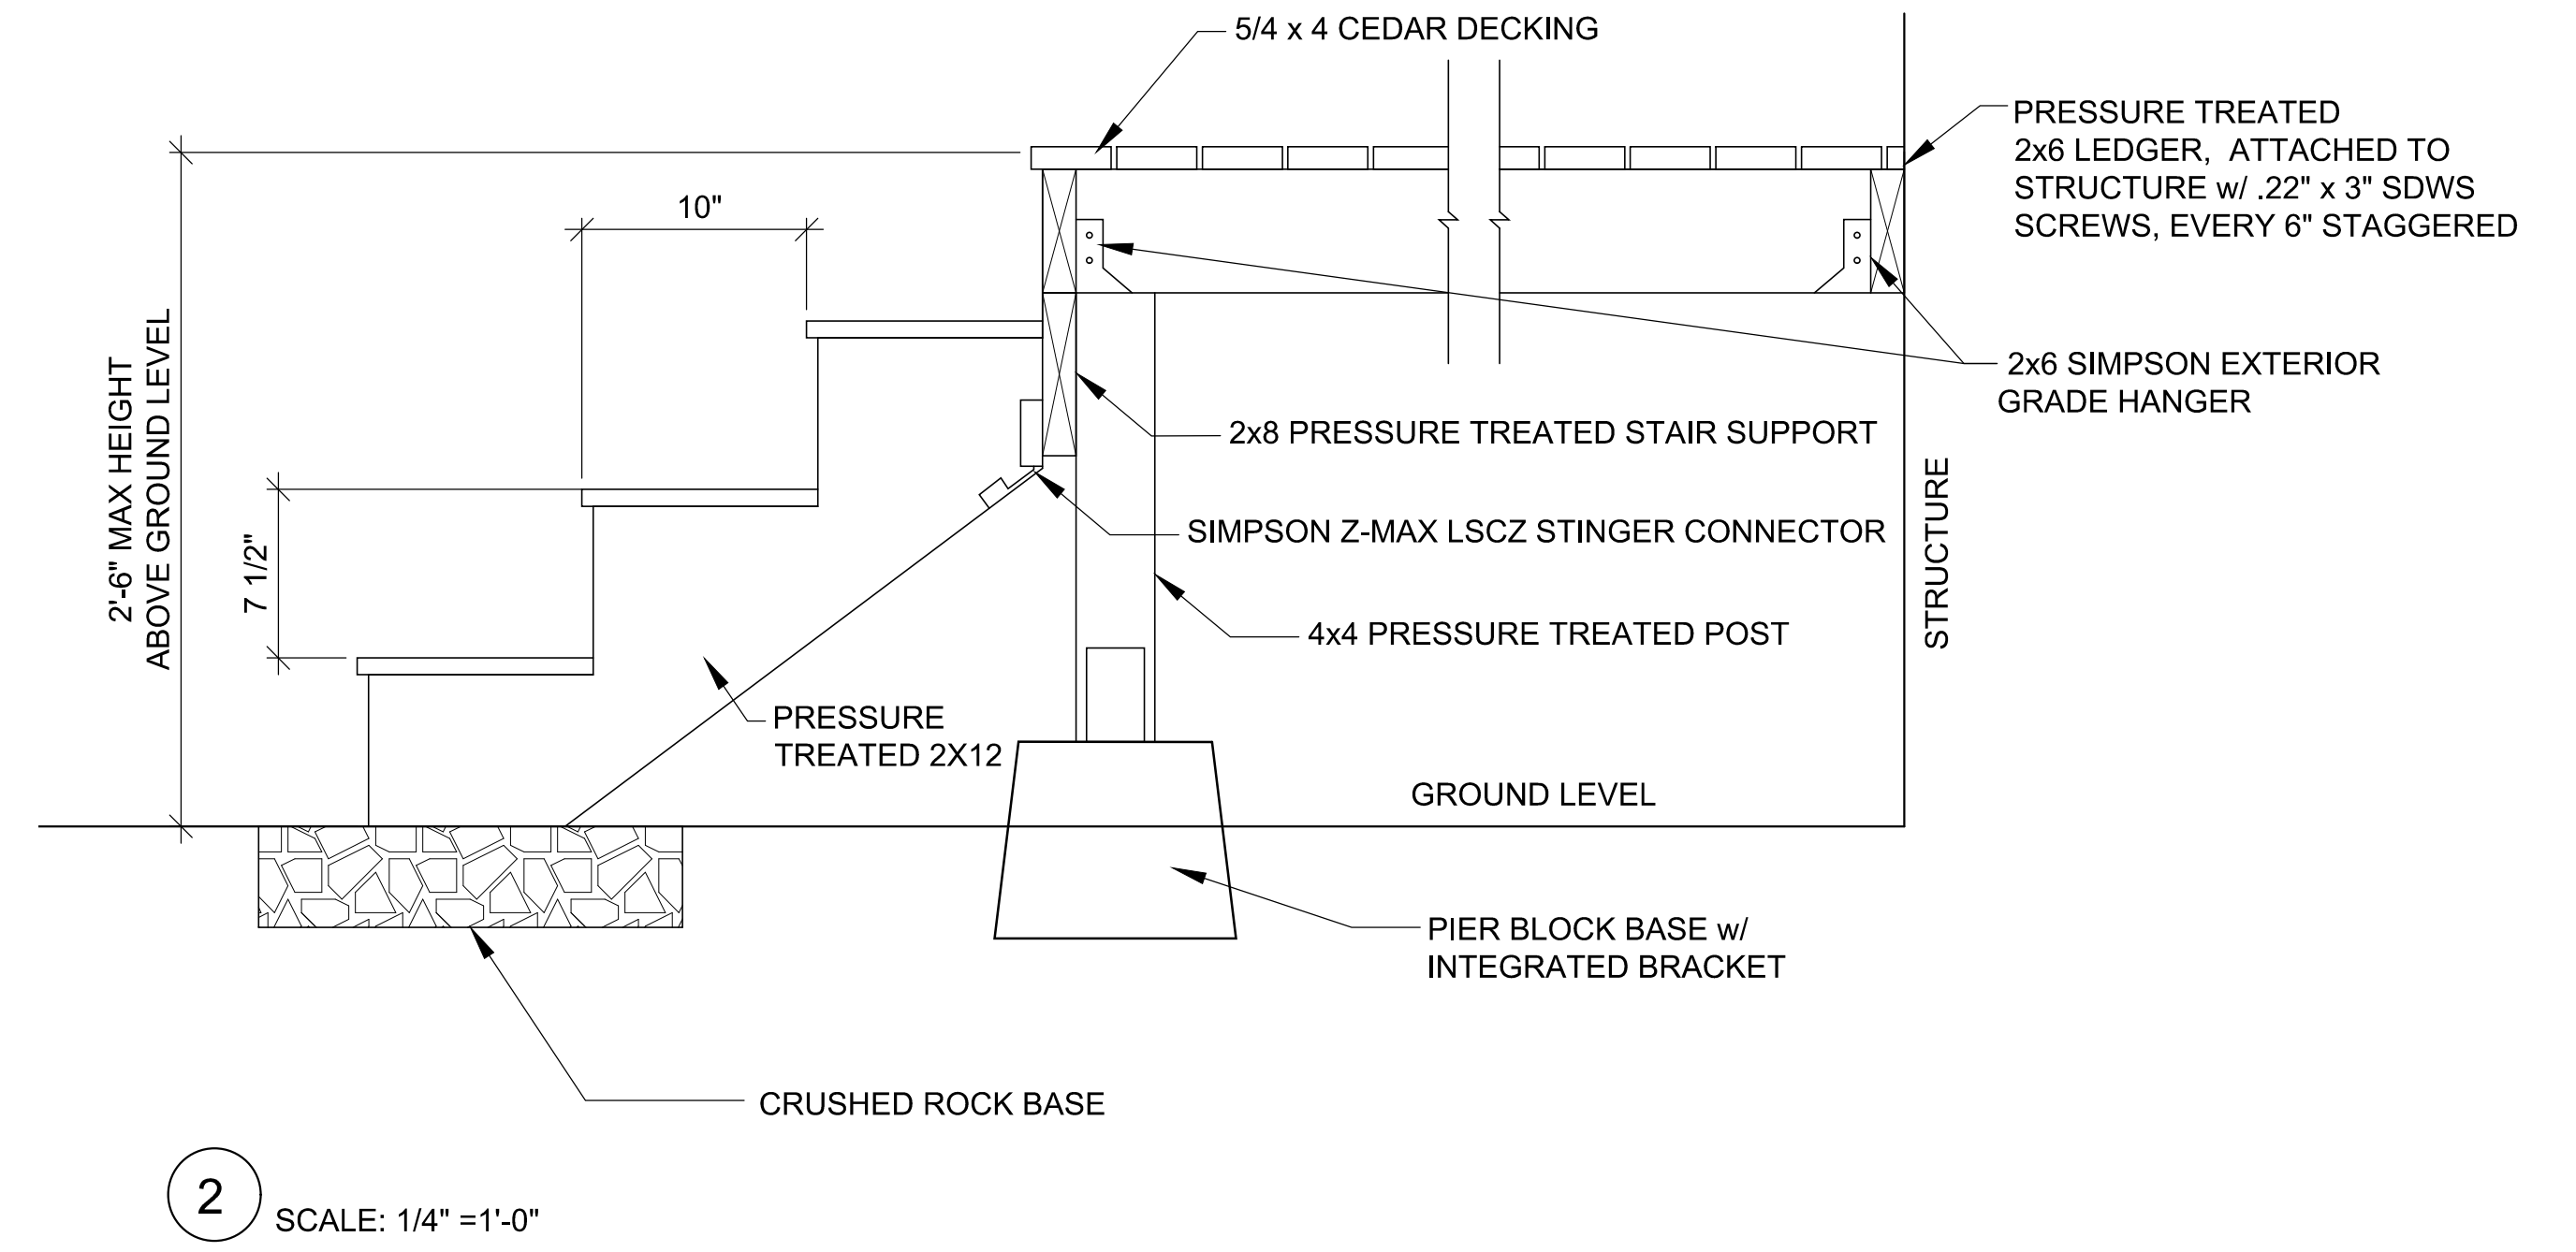 5/4 x 4 CEDAR DECKING
PRESSURE TREATED
2x6 LEDGER, ATTACHED TO
STRUCTURE w/ .22" x 3" SDWS
SCREWS, EVERY 6" STAGGERED
10"
2'-6" MAX HEIGHT
ABOVE GROUND LEVEL
2x6 SIMPSON EXTERIOR
GRADE HANGER
2x8 PRESSURE TREATED STAIR SUPPORT
7 1/2"
SIMPSON Z-MAX LSCZ STINGER CONNECTOR
STRUCTURE
4x4 PRESSURE TREATED POST
PRESSURE
TREATED 2X12
GROUND LEVEL
PIER BLOCK BASE w/
INTEGRATED BRACKET
CRUSHED ROCK BASE
2
SCALE: 1/4" =1'-0"